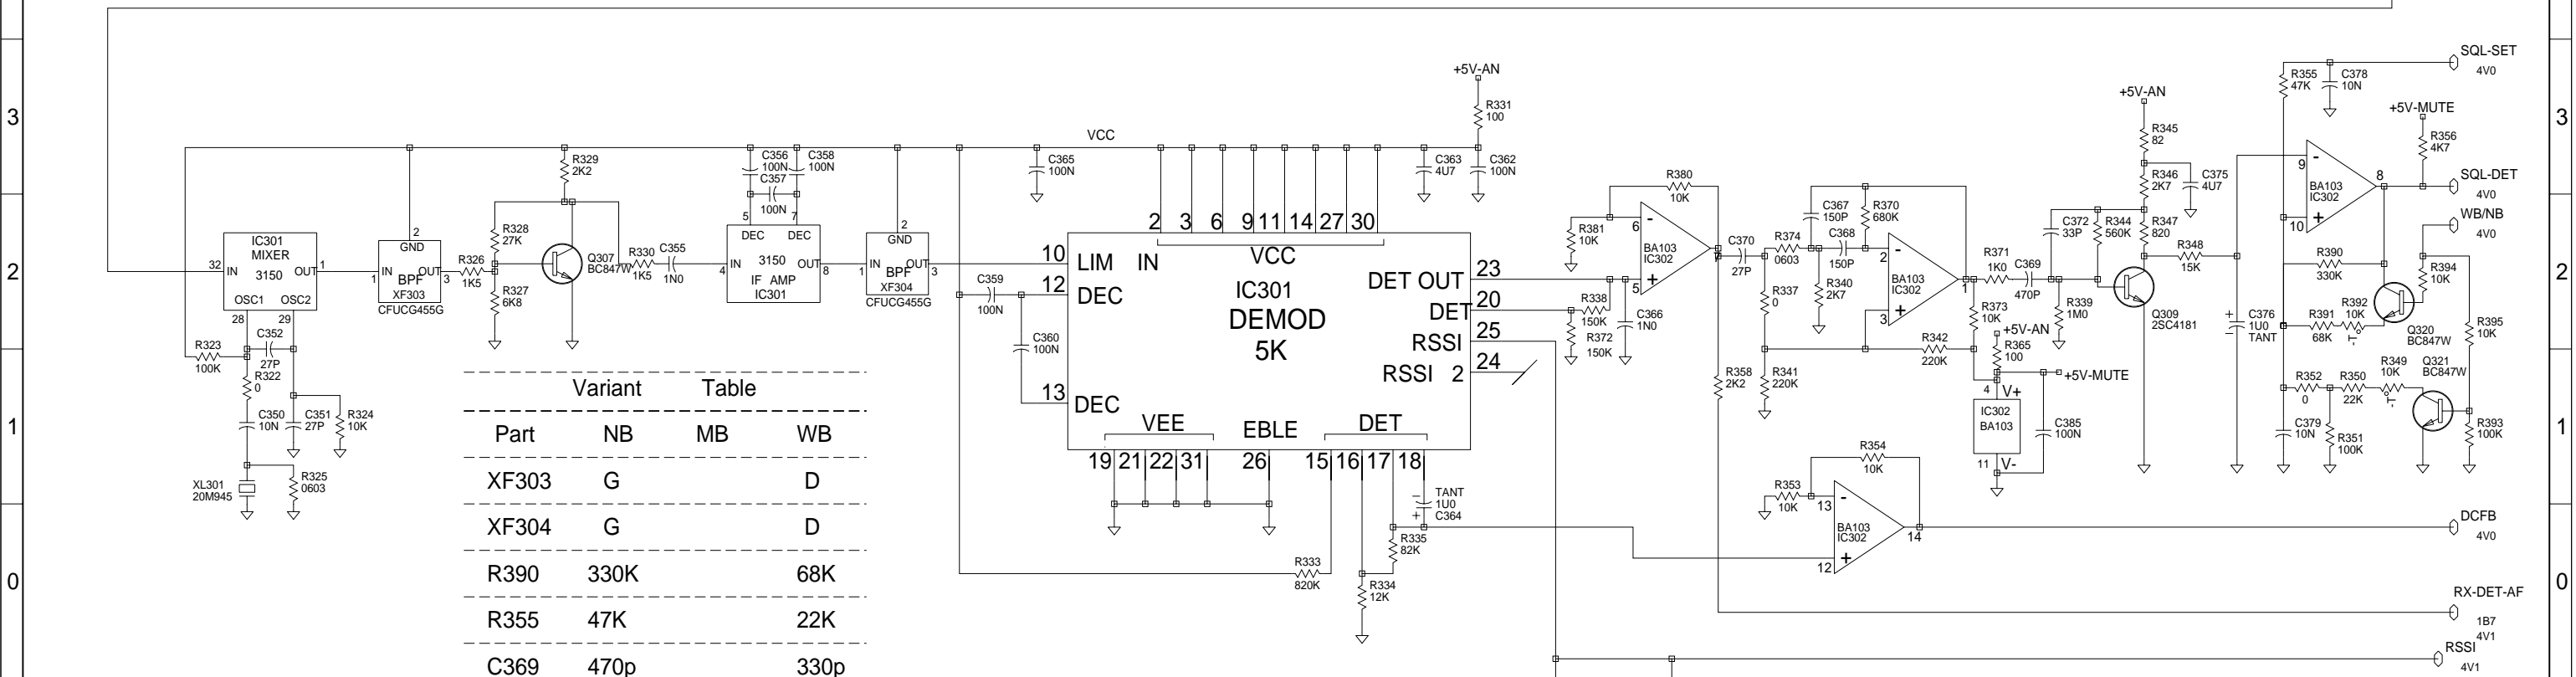 SQL-SET
4V0
3
3
+5V-AN
R331
100
VCC
+5V-AN
R355
47K
C378
10N
+5V-MUTE
R345
82
R356
4K7
R329
2K2
C356
100N
C358
100N
C357
100N
C365
100N
C363
4U7
C362
100N
R346
2K7
C375
4U7
9
-
8
BA103
IC302
+
10
SQL-DET
4V0
WB/NB
4V0
R380
10K
2 3 6 9 11 14 27 30
R381
10K
6
-
BA103
IC302
5
+
7
C367
150P
R370
680K
C368
150P
C372
33P
R344
560K
R347
820
R348
15K
IC301
MIXER
3150
32
IN
OUT
1
OSC1
OSC2
28
29
2
GND
IN
OUT
BPF
1
3
XF303
CFUCG455G
R326
1K5
R328
27K
R327
6K8
Q307
BC847W
R330
1K5
C355
1N0
5
7
DEC
DEC
4
IN
3150
OUT
8
IF AMP
IC301
2
GND
IN
OUT
BPF
1
3
XF304
CFUCG455G
10
LIM IN
VCC
12
DEC
IC301
DEMOD
5K
13
DEC
DET OUT
23
DET
20
RSSI
25
RSSI 2
24
VEE
EBLE
DET
19 21 22 31 26 15 16 17 18
2
2
C370
27P
R374
0603
R337
0
R340
2K7
2
-
BA103
IC302
3
+
1
R371
1K0
C369
470P
R339
1M0
R373
10K
Q309
2SC4181
+
-
C376
1U0
TANT
R390
330K
R394
10K
R391
68K
R392
10K
-T°
Q320
BC847W
R395
10K
C359
100N
C360
100N
R338
150K
C366
1N0
R372
150K
R323
100K
C352
27P
R322
0
C350
10N
C351
27P
R324
10K
XL301
20M945
R325
0603
R358
2K2
R341
220K
R342
220K
+5V-AN
R365
100
+5V-MUTE
4
V+
IC302
BA103
11
V-
C385
100N
R352
0
R350
22K
R349
10K
-T°
Q321
BC847W
C379
10N
R351
100K
R393
100K
1
1
Variant Table
Part NB MB WB
XF303 G D
XF304 G D
R390 330K 68K
R355 47K 22K
C369 470p 330p
-
+
TANT
1U0
C364
R335
82K
R333
820K
R334
12K
R354
10K
R353
10K
13
-
BA103
IC302
12
+
14
DCFB
4V0
0
0
RX-DET-AF
1B7
4V1
RSSI
4V1